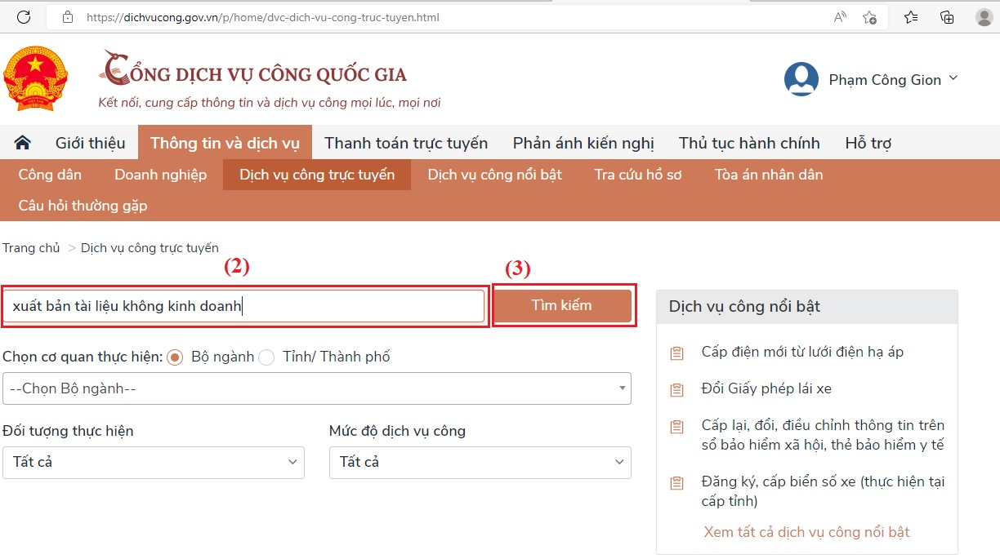 https://dichvucong.gov.vn/p/home/dvc-dich-vu-cong-truc-tuyen.html
CỔNG DỊCH VỤ CÔNG QUỐC GIA
Kết nối, cung cấp thông tin và dịch vụ công mọi lúc, mọi nơi
Phạm Công Gion
Giới thiệu Thông tin và dịch vụ Thanh toán trực tuyến Phản ánh kiến nghị Thủ tục hành chính Hỗ trợ
Công dân Doanh nghiệp Dịch vụ công trực tuyến Dịch vụ công nổi bật Tra cứu hồ sơ Tòa án nhân dân
Câu hỏi thường gặp
Trang chủ > Dịch vụ công trực tuyến
(2) (3)
xuất bản tài liệu không kinh doanh Tìm kiếm
Chọn cơ quan thực hiện: Bộ ngành Tỉnh/ Thành phố
--Chọn Bộ ngành--
Đối tượng thực hiện Mức độ dịch vụ công
Tất cả Tất cả
Dịch vụ công nổi bật
Cấp điện mới từ lưới điện hạ áp
Đổi Giấy phép lái xe
Cấp lại, đổi, điều chỉnh thông tin trên
sổ bảo hiểm xã hội, thẻ bảo hiểm y tế
Đăng ký, cấp biển số xe (thực hiện tại
cấp tỉnh)
Xem tất cả dịch vụ công nổi bật